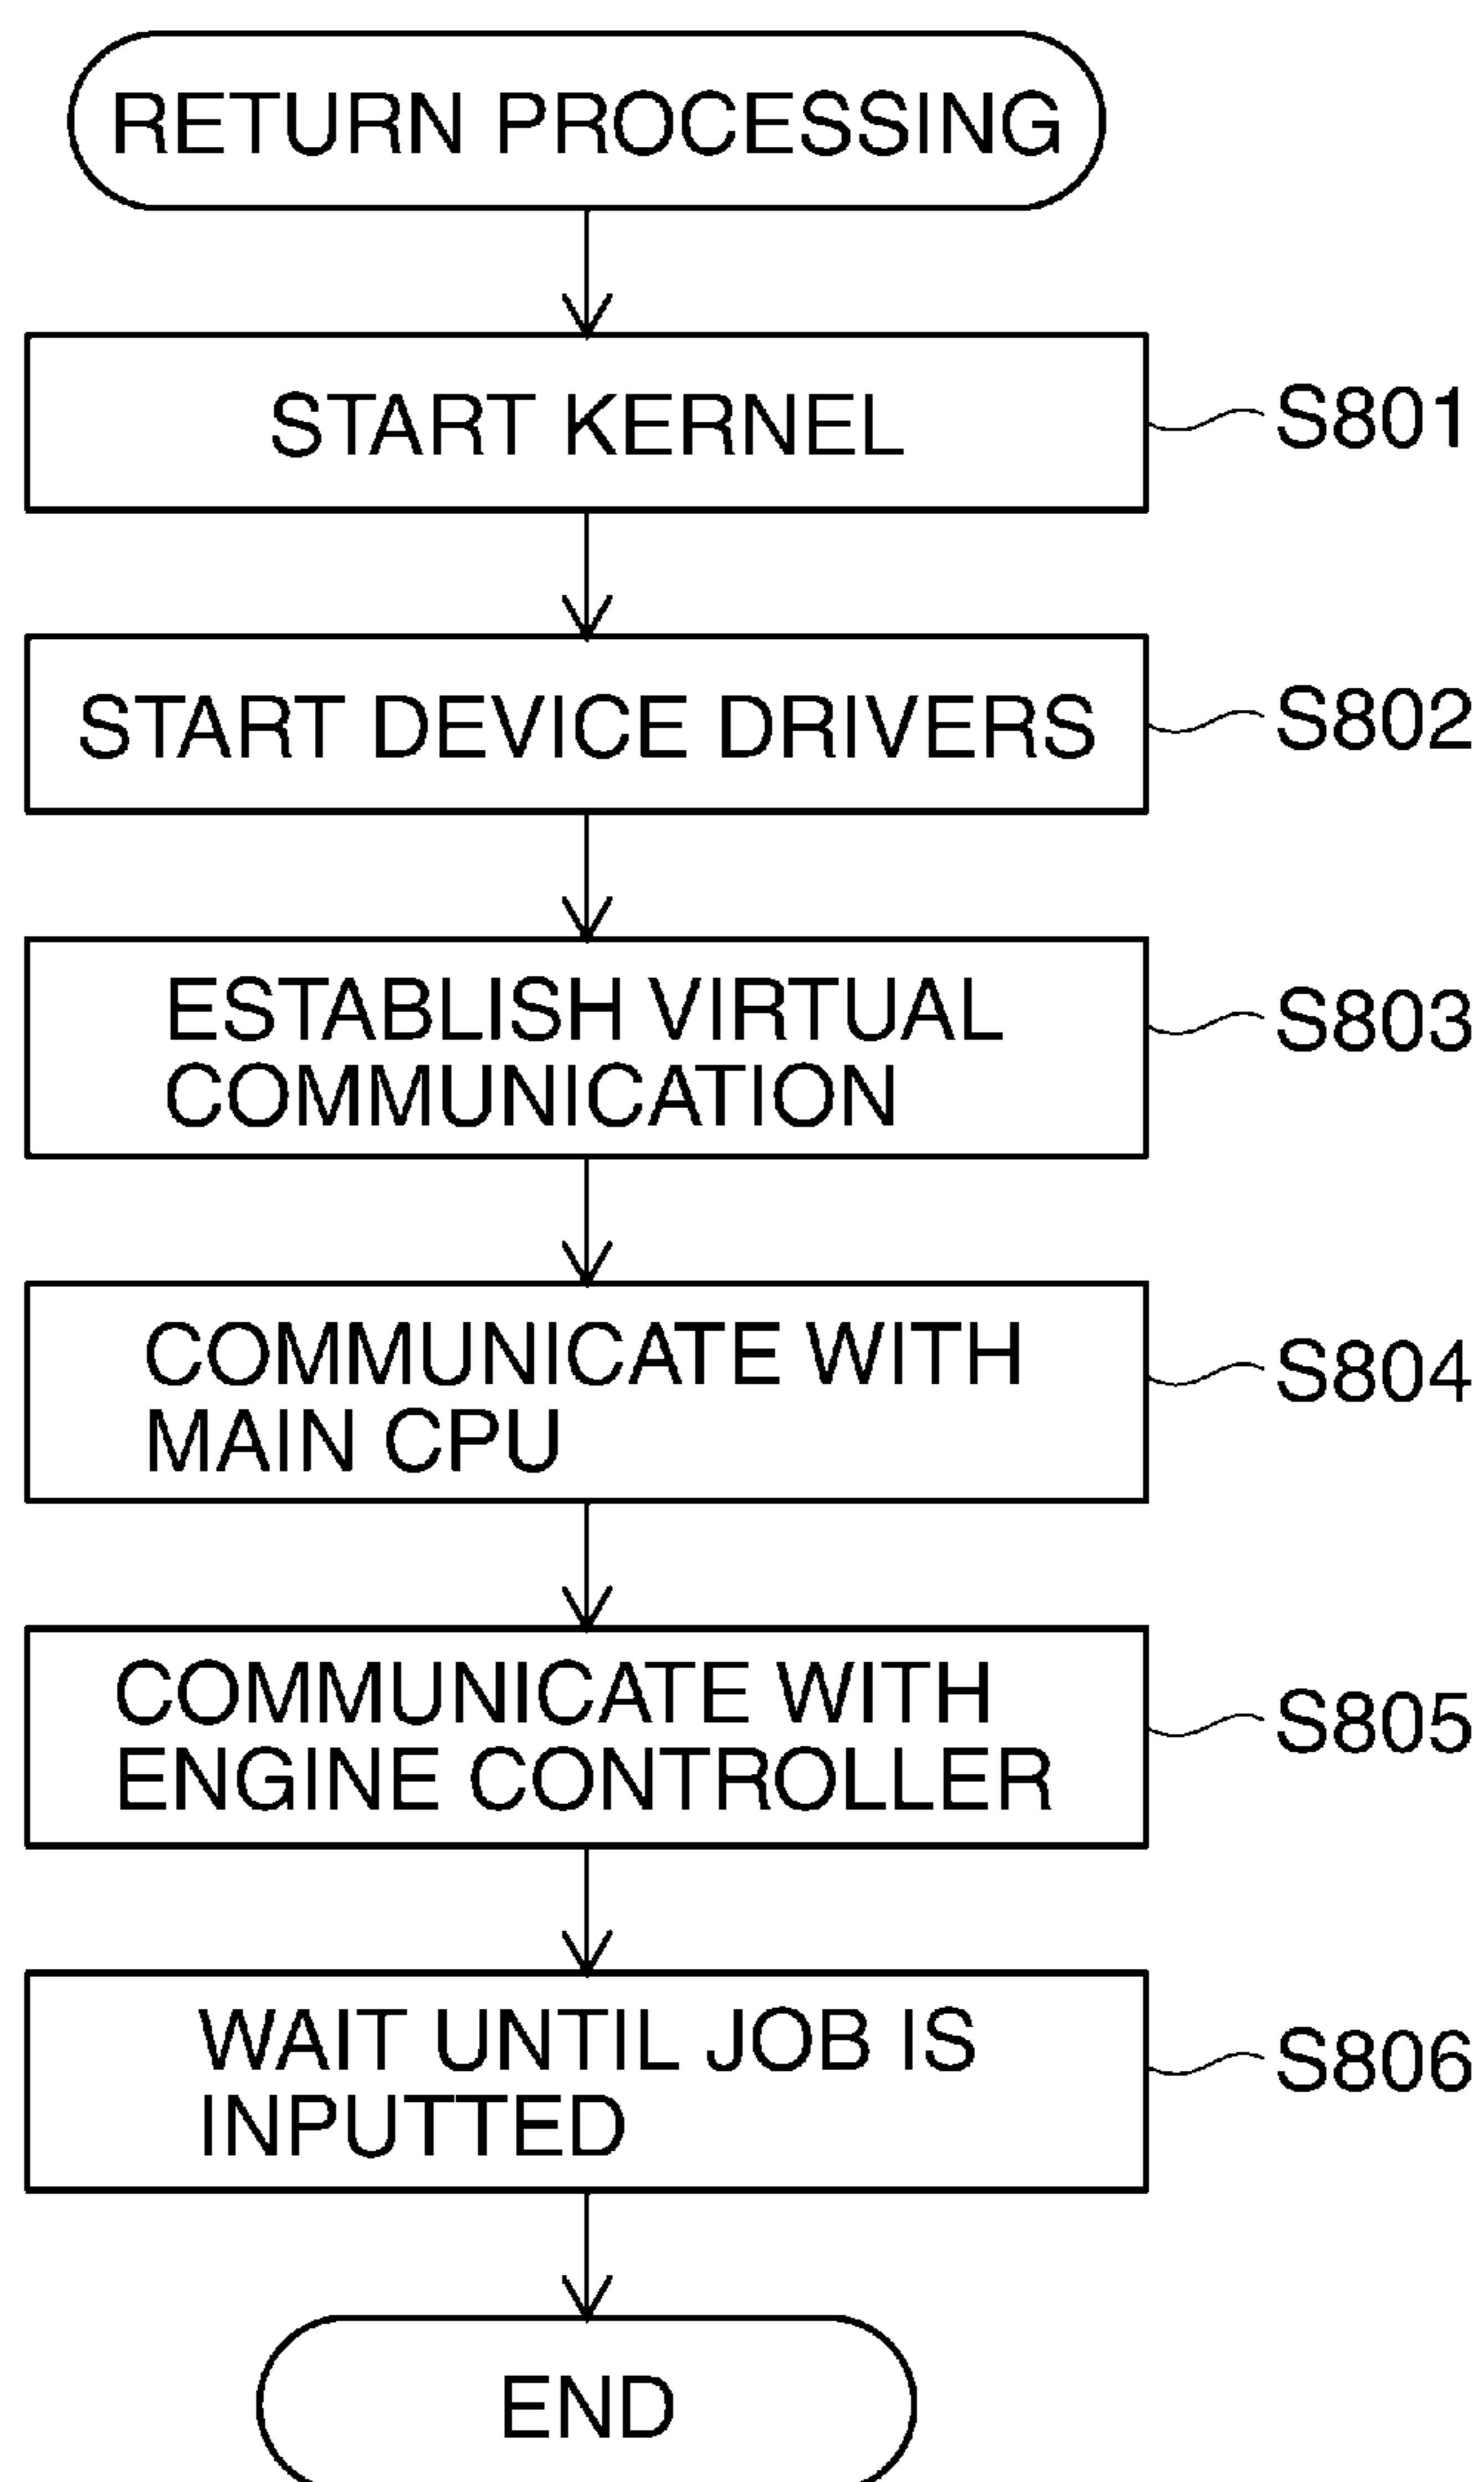 RETURN PROCESSING
START KERNEL
S801
START DEVICE DRIVERS
S802
ESTABLISH VIRTUAL
COMMUNICATION
S803
COMMUNICATE WITH
MAIN CPU
S804
COMMUNICATE WITH
ENGINE CONTROLLER
S805
WAIT UNTIL JOB IS
INPUTTED
S806
END